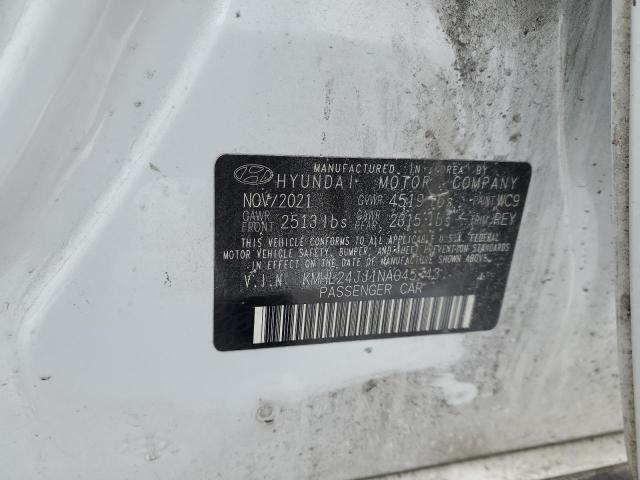 MANUFACTURED IN KOREA BY
HYUNDAI MOTOR COMPANY
NOV/2021 GVWR 4519 lbs PAINT WC9
GAWR FRONT 2513 lbs GAWR REAR lbs TRIM REY
THIS VEHICLE CONFORMS TO ALL APPLICABLE U.S.A. FEDERAL
MOTOR VEHICLE SAFETY, BUMPER, AND THEFT PREVENTION STANDARDS
IN EFFECT ON THE DATE OF MANUFACTURE SHOWN ABOVE.
V.I.N
PASSENGER CAR